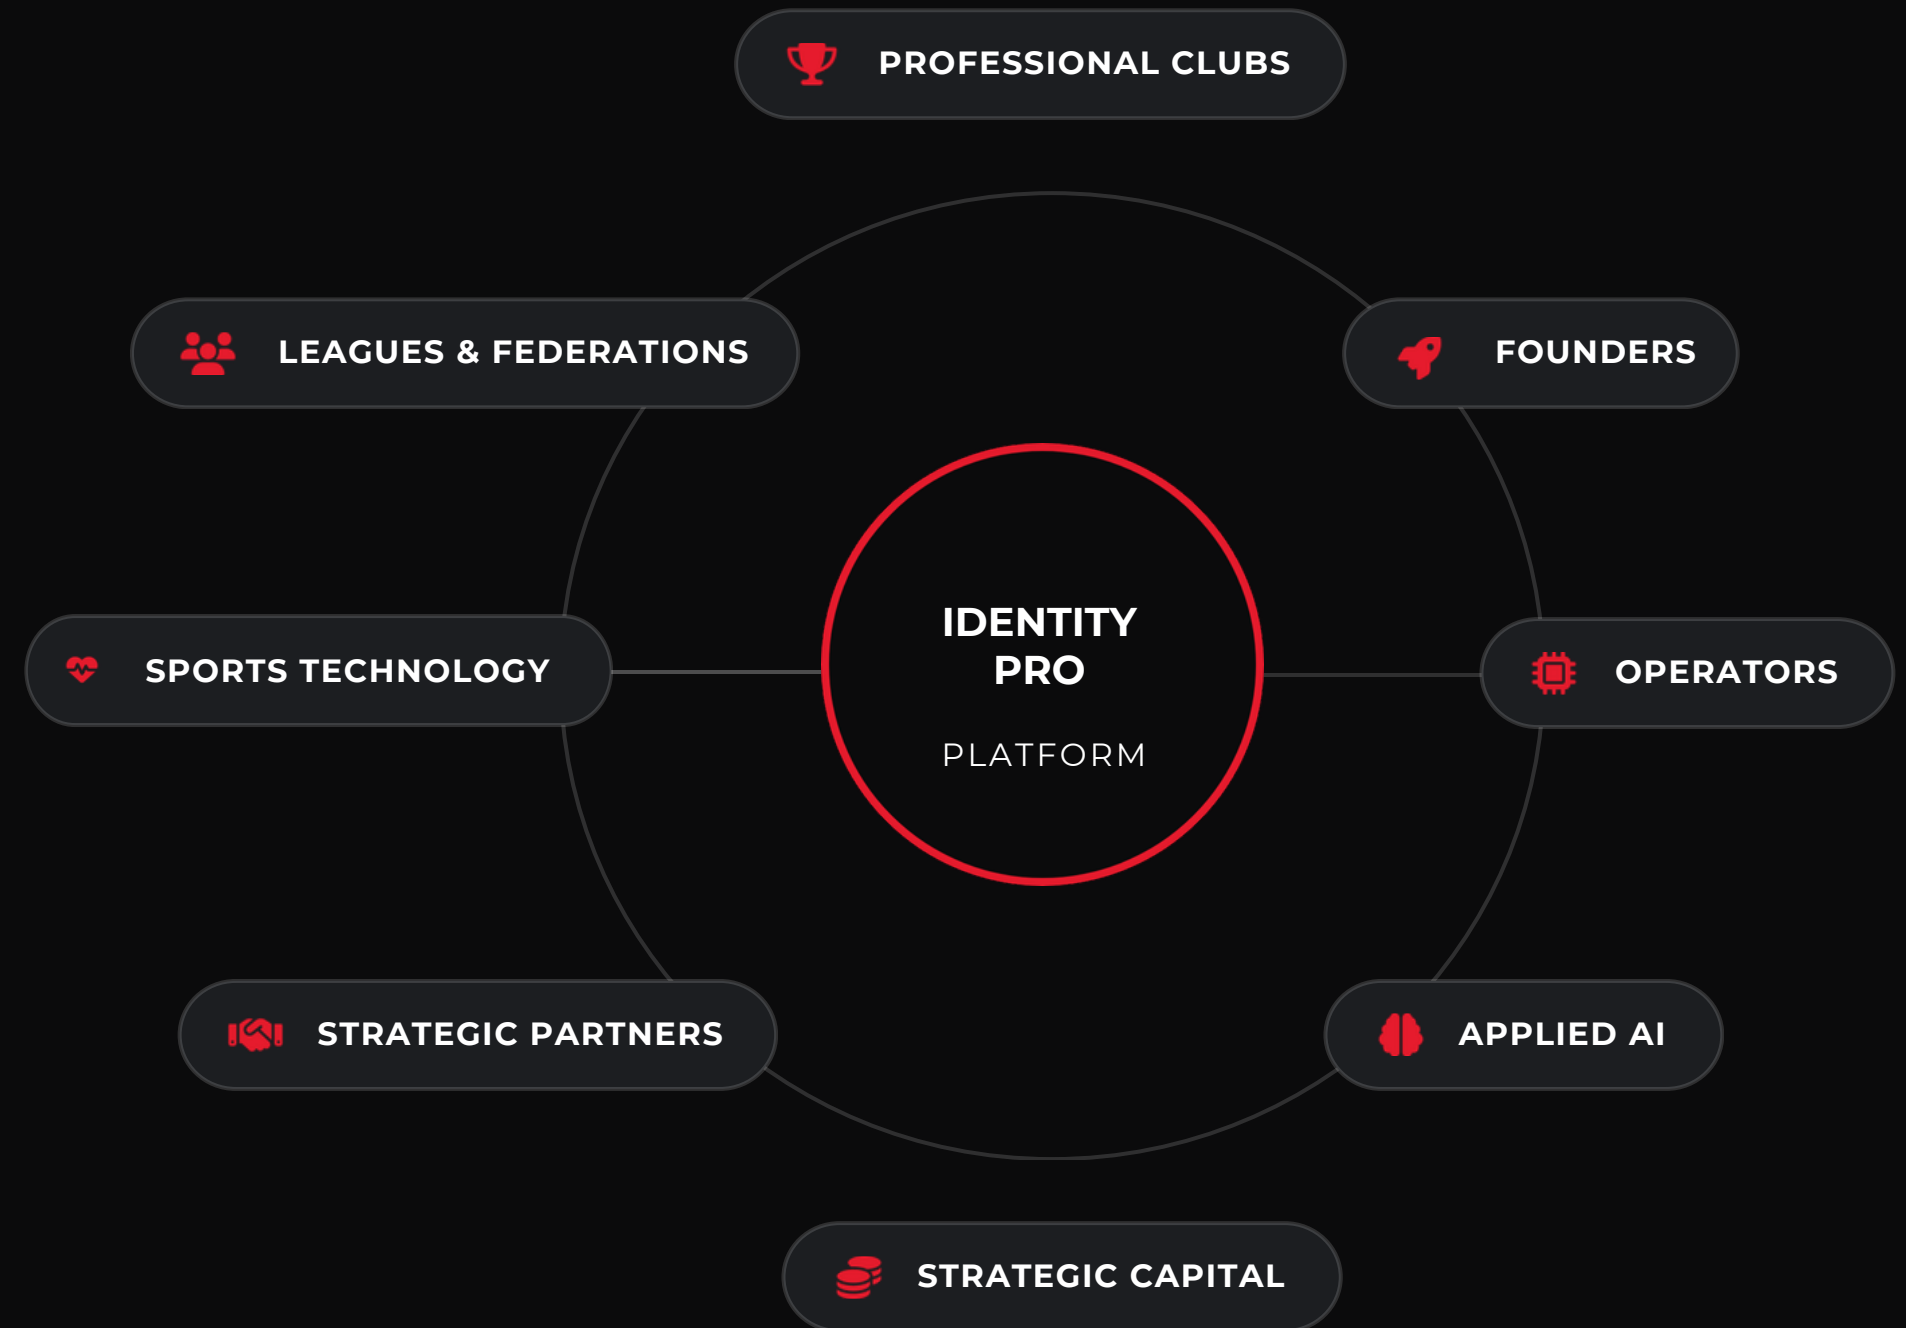 PROFESSIONAL CLUBS
LEAGUES & FEDERATIONS
FOUNDERS
IDENTITY
PRO
PLATFORM
SPORTS TECHNOLOGY
OPERATORS
STRATEGIC PARTNERS
APPLIED AI
STRATEGIC CAPITAL